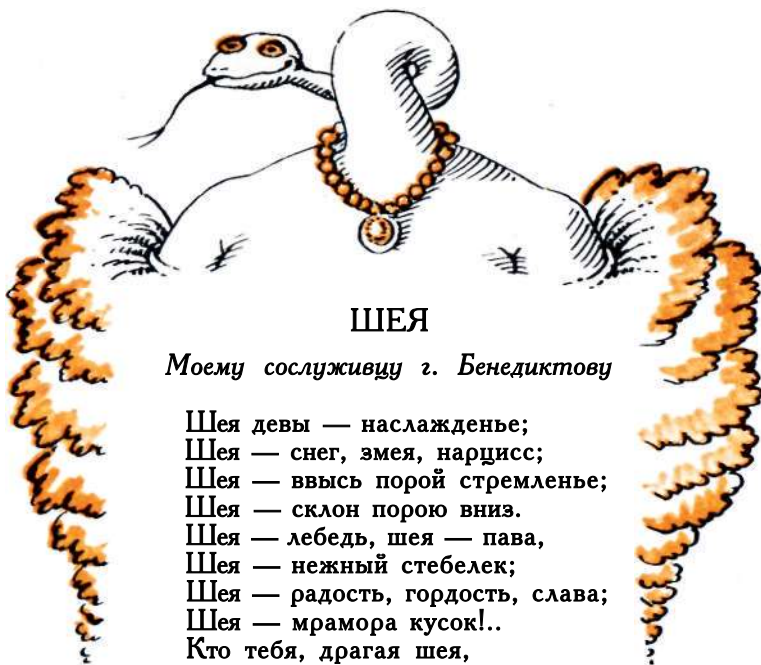 ШЕЯ
Моему сослуживцу г. Бенедиктову
Шея девы — наслажденье;
Шея — снег, змея, нарцисс;
Шея — ввысь порой стремленье;
Шея — склон порою вниз.
Шея — лебедь, шея — пава,
Шея — нежный стебелек;
Шея — радость, гордость, слава;
Шея — мрамора кусок!..
Кто тебя, драгая шея,